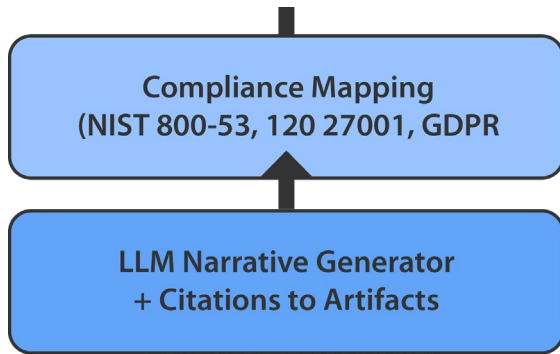 Compliance Mapping
(NIST 800-53, 120 27001, GDPR
LLM Narrative Generator
+ Citations to Artifacts